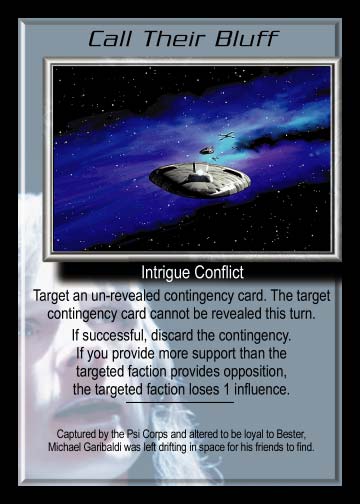 Call Their Bluff
Intrigue Conflict
Target an un-revealed contingency card. The target
contingency card cannot be revealed this turn.
If successful, discard the contingency.
If you provide more support than the
targeted faction provides opposition,
the targeted faction loses 1 influence.
Captured by the Psi Corps and altered to be loyal to Bester,
Michael Garibaldi was left drifting in space for his friends to find.